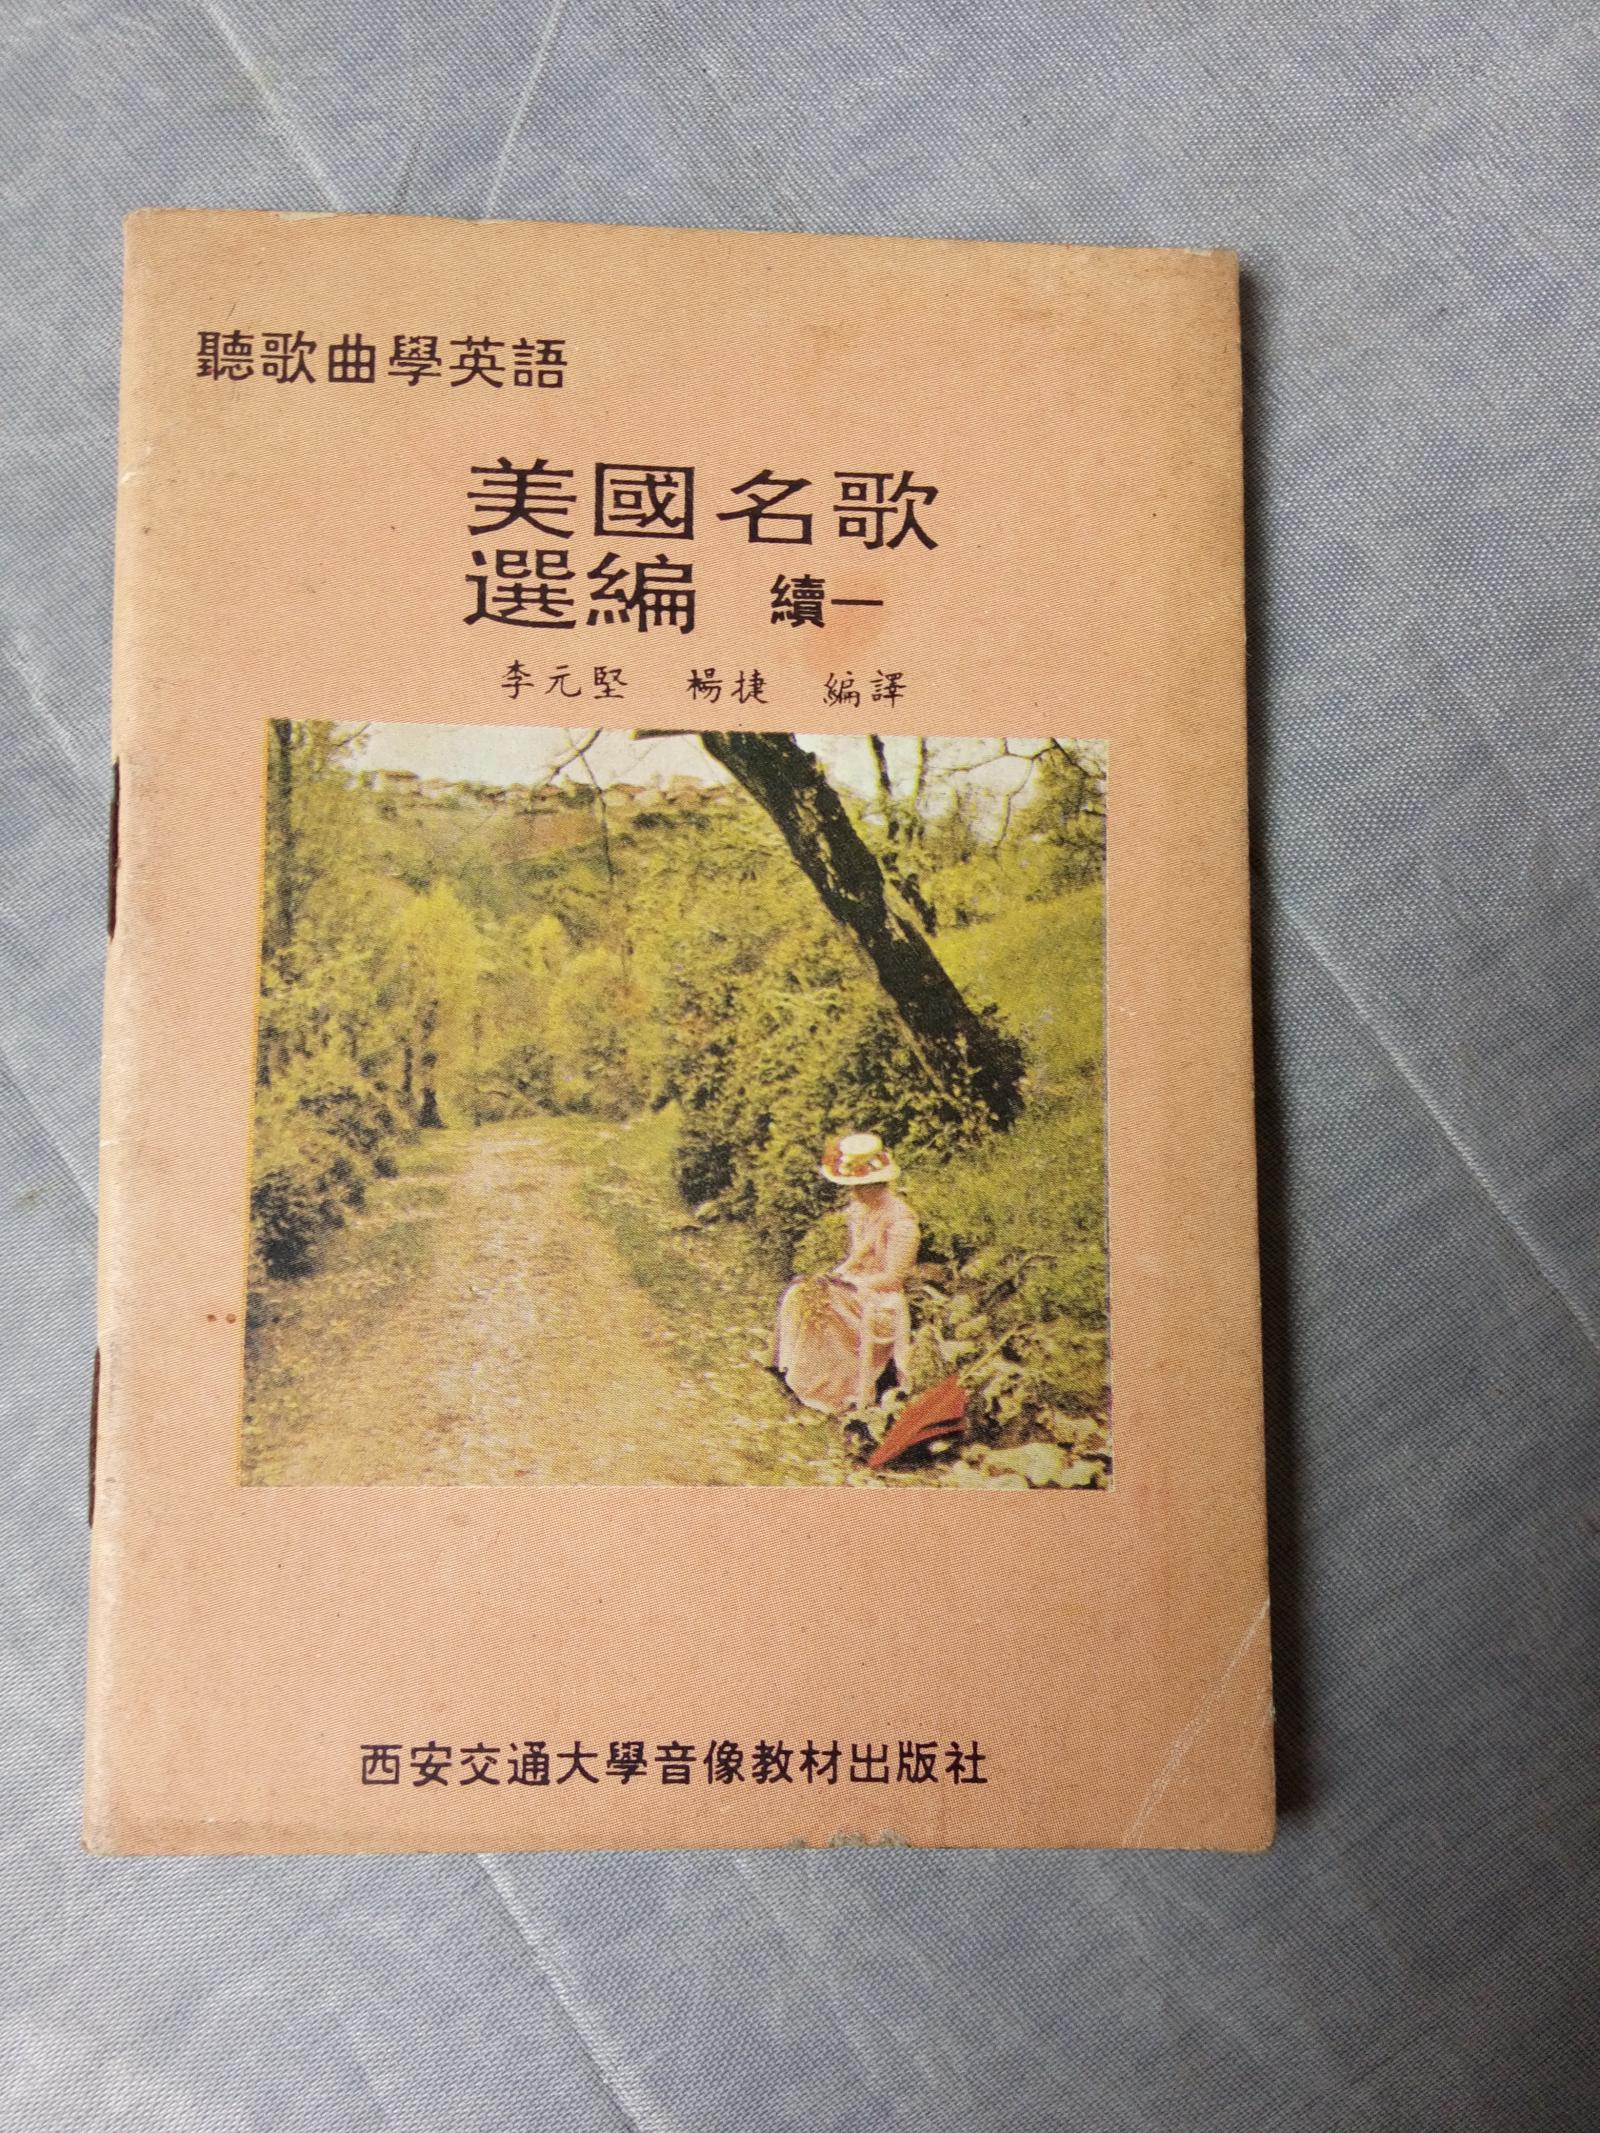 聽歌曲學英語
美國名歌
選編 續一
李元堅 楊捷 編譯
西安交通大學音像教材出版社